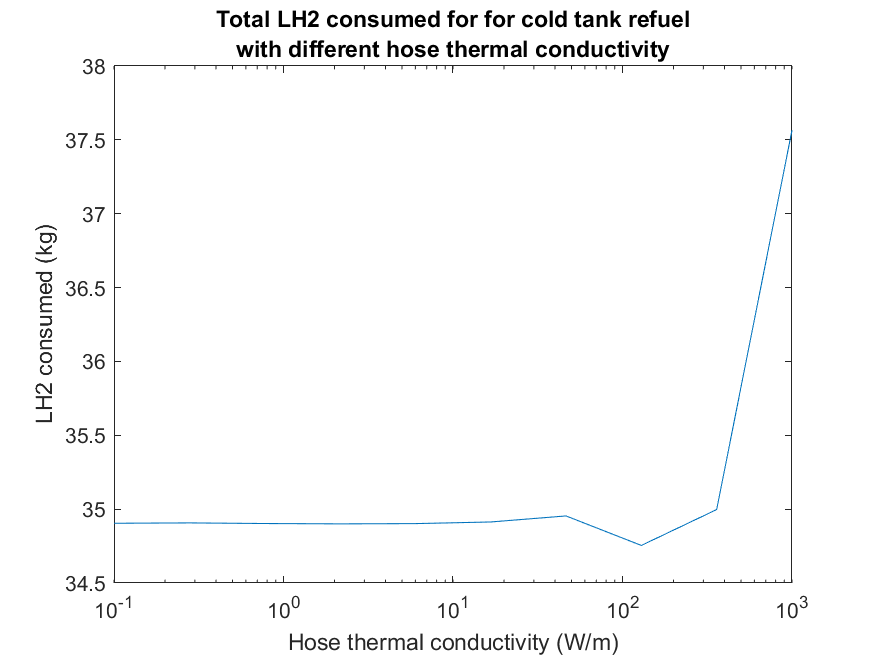 Total LH2 consumed for for cold tank refuel
with different hose thermal conductivity
38
37.5
37
36.5
36
35.5
35
34.5
LH2 consumed (kg)
10^-1 10^0 10^1 10^2 10^3
Hose thermal conductivity (W/m)